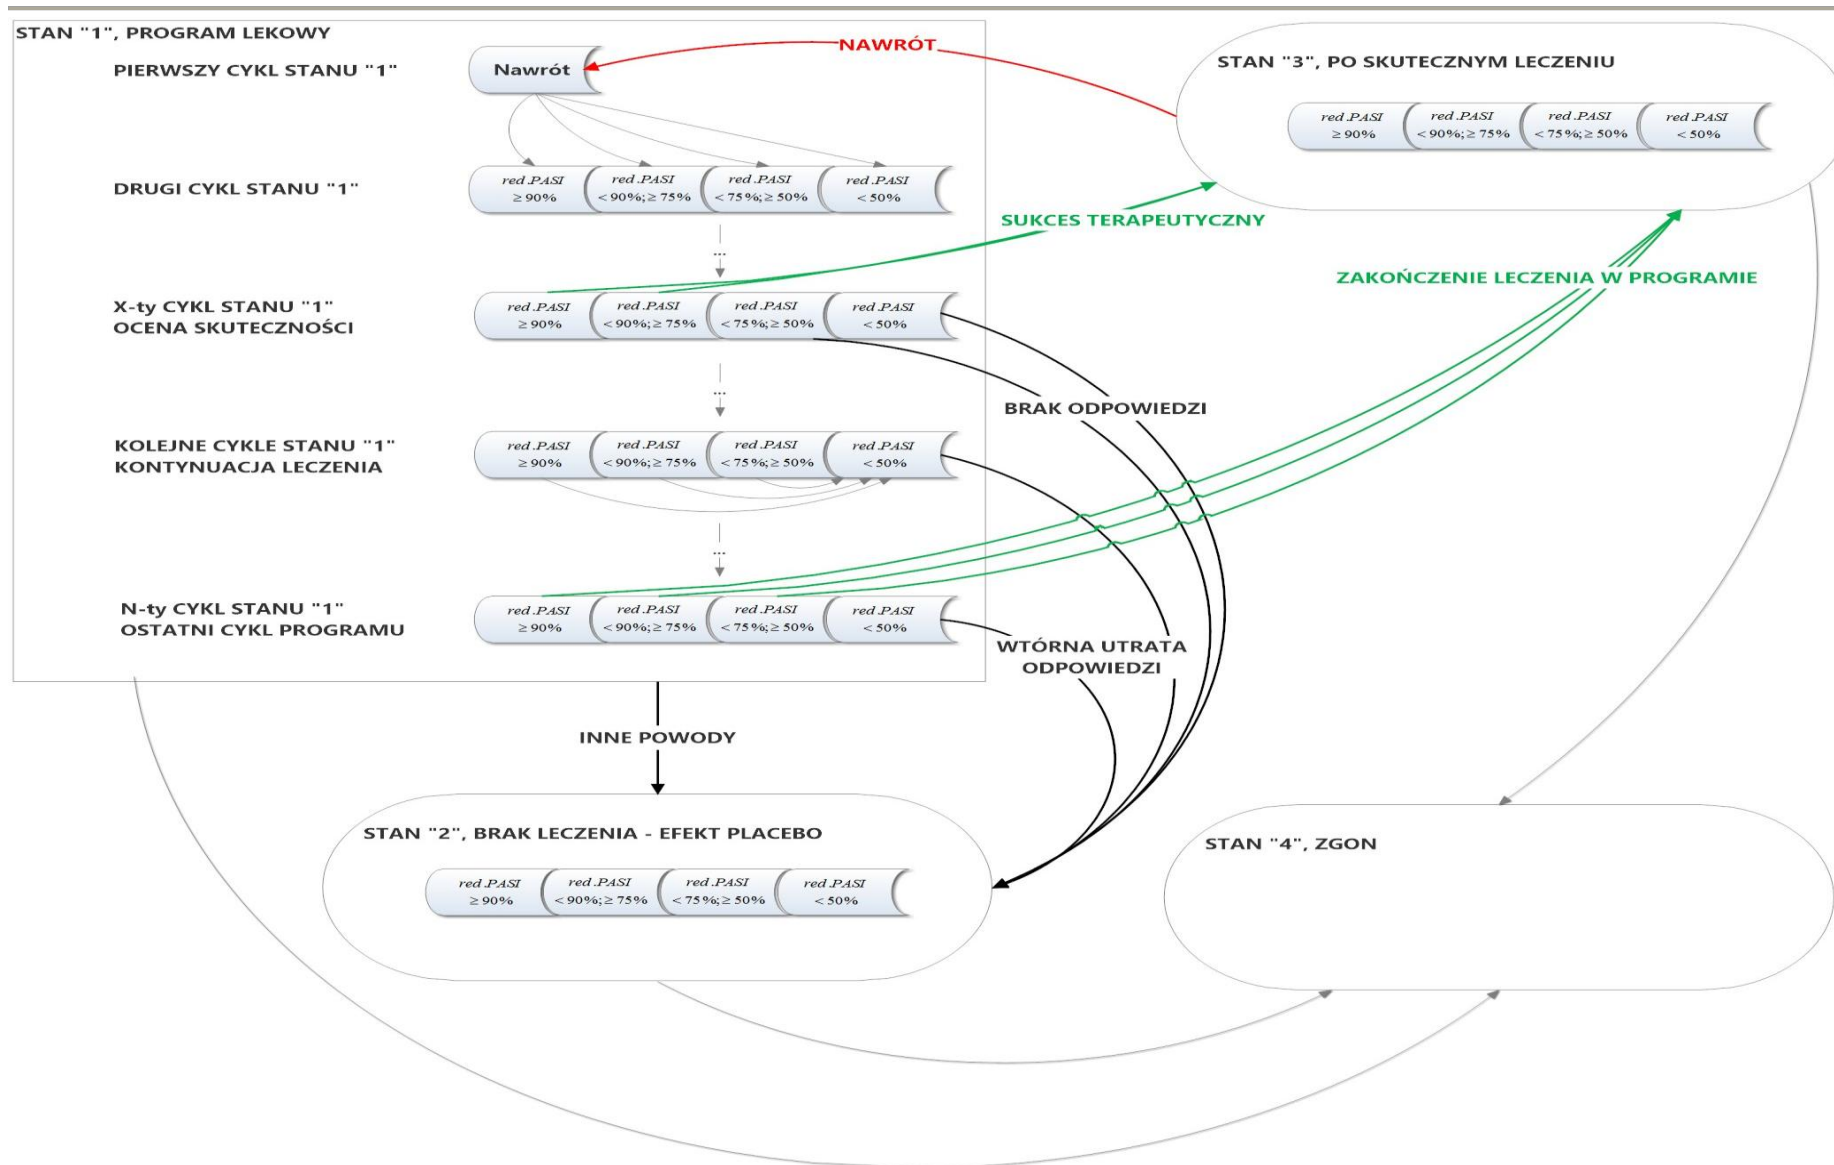 STAN "1", PROGRAM LEKOWY
PIERWSZY CYKL STANU "1"
Nawrót
NAWRÓT
STAN "3", PO SKUTECZNYM LECZENIU
red.PASI red.PASI red.PASI red.PASI
≥ 90% < 90%;≥ 75% < 75%;≥ 50% < 50%
DRUGI CYKL STANU "1"
red.PASI red.PASI red.PASI red.PASI
≥ 90% < 90%;≥ 75% < 75%;≥ 50% < 50%
SUKCES TERAPEUTYCZNY
...
ZAKOŃCZENIE LECZENIA W PROGRAMIE
X-ty CYKL STANU "1"
OCENA SKUTECZNOŚCI
red.PASI red.PASI red.PASI red.PASI
≥ 90% < 90%;≥ 75% < 75%;≥ 50% < 50%
...
BRAK ODPOWIEDZI
KOLEJNE CYKLE STANU "1"
KONTYNUACJA LECZENIA
red.PASI red.PASI red.PASI red.PASI
≥ 90% < 90%;≥ 75% < 75%;≥ 50% < 50%
...
N-ty CYKL STANU "1"
OSTATNI CYKL PROGRAMU
red.PASI red.PASI red.PASI red.PASI
≥ 90% < 90%;≥ 75% < 75%;≥ 50% < 50%
WTÓRNA UTRATA
ODPOWIEDZI
INNE POWODY
STAN "2", BRAK LECZENIA - EFEKT PLACEBO
red.PASI red.PASI red.PASI red.PASI
≥ 90% < 90%;≥ 75% < 75%;≥ 50% < 50%
STAN "4", ZGON